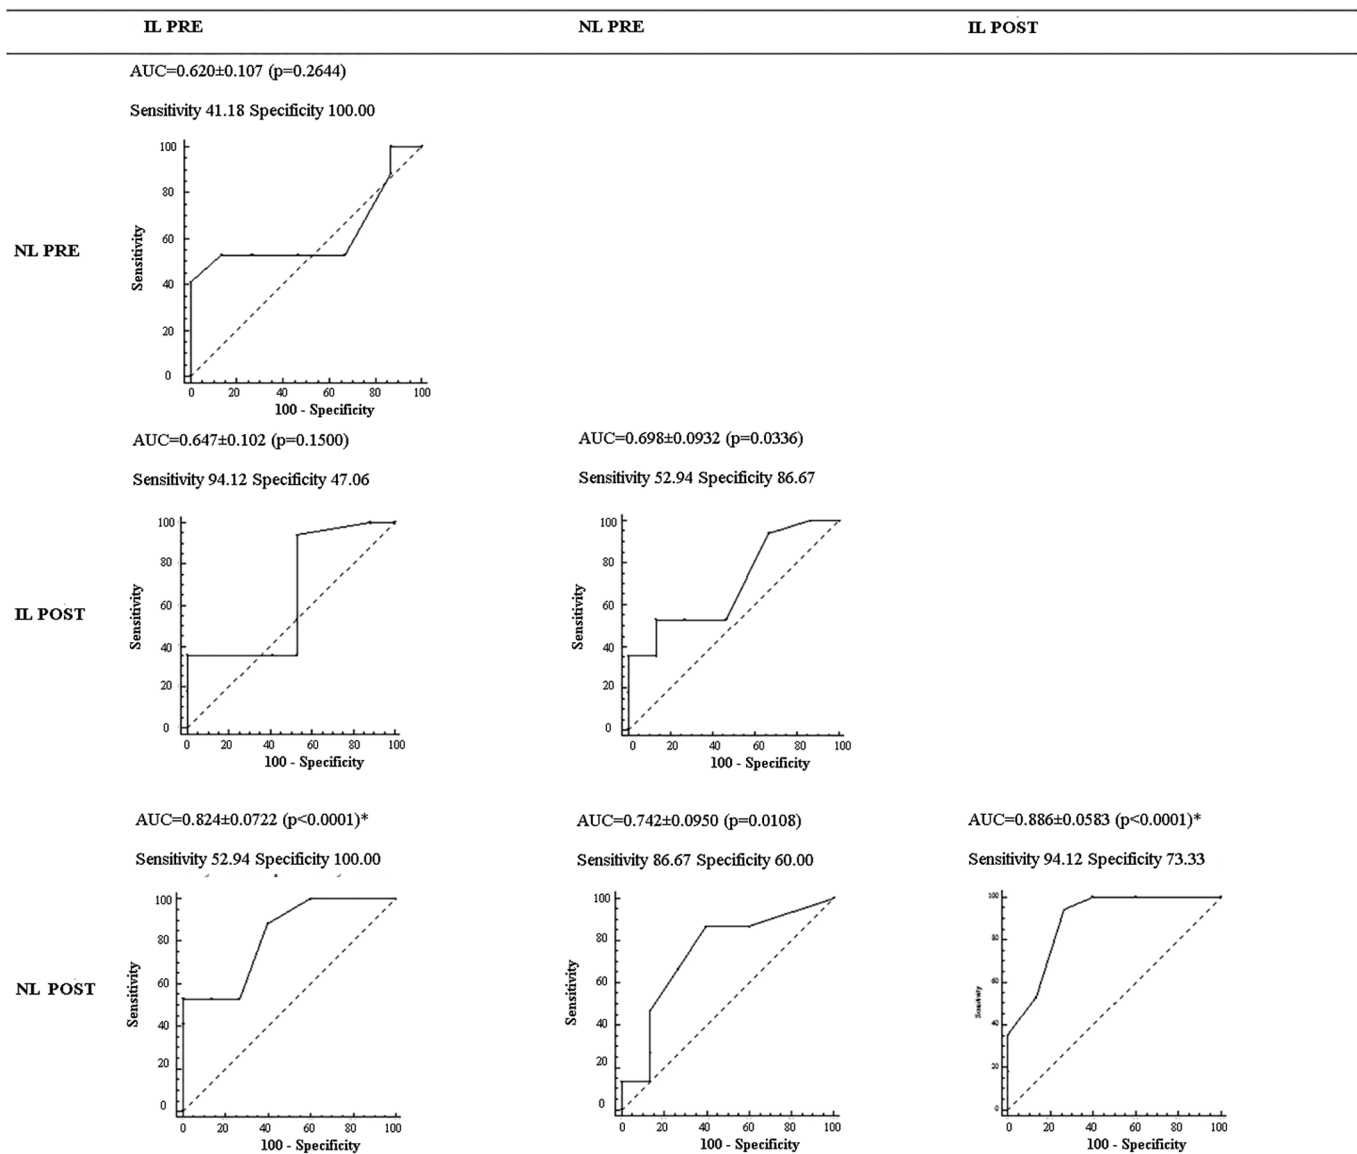 IL PRE NL PRE IL POST
AUC=0.620±0.107 (p=0.2644)
Sensitivity 41.18 Specificity 100.00
NL PRE
Sensitivity
100
80
60
40
20
0
0 20 40 60 80 100
100 - Specificity
AUC=0.647±0.102 (p=0.1500)
Sensitivity 94.12 Specificity 47.06
AUC=0.698±0.0932 (p=0.0336)
Sensitivity 52.94 Specificity 86.67
IL POST
Sensitivity
100
80
60
40
20
0
0 20 40 60 80 100
100 - Specificity
Sensitivity
100
80
60
40
20
0
0 20 40 60 80 100
100 - Specificity
AUC=0.824±0.0722 (p<0.0001)*
Sensitivity 52.94 Specificity 100.00
AUC=0.742±0.0950 (p=0.0108)
Sensitivity 86.67 Specificity 60.00
AUC=0.886±0.0583 (p<0.0001)*
Sensitivity 94.12 Specificity 73.33
NL POST
Sensitivity
100
80
60
40
20
0
0 20 40 60 80 100
100 - Specificity
Sensitivity
100
80
60
40
20
0
0 20 40 60 80 100
100 - Specificity
Sensitivity
100
80
60
40
20
0
0 20 40 60 80 100
100 - Specificity